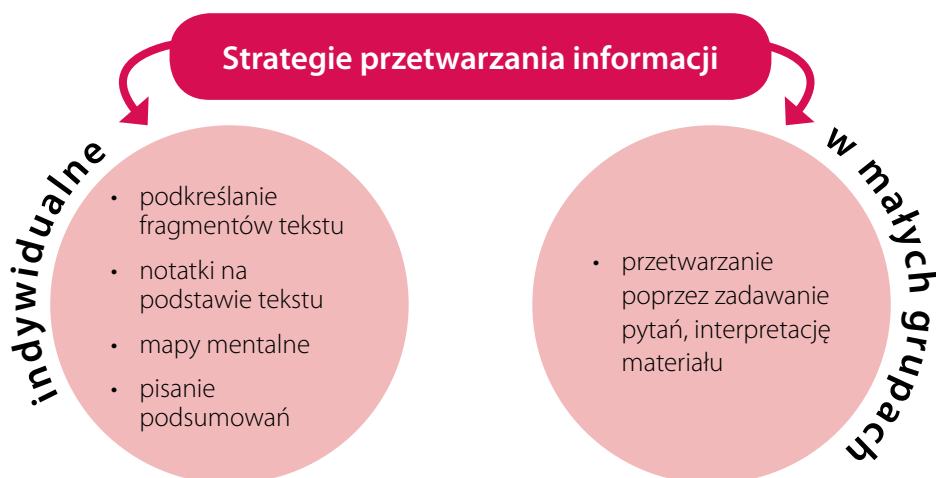 Strategie przetwarzania informacji
indywidualne
• podkreślanie
fragmentów tekstu
• notatki na
podstawie tekstu
• mapy mentalne
• pisanie
podsumowań
w małych grupach
• przetwarzanie
poprzez zadawanie
pytań, interpretację
materiału